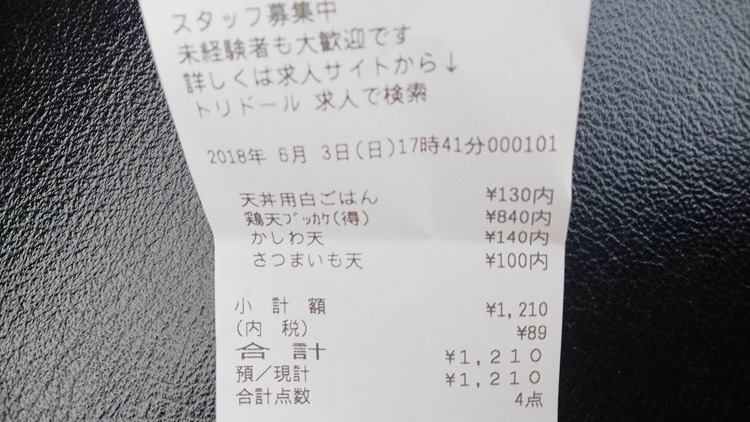 スタッフ募集中
未経験者も大歓迎です
詳しくは求人サイトから↓
トリドール 求人で検索
2018年 6月 3日(日)17時41分000101
天丼用白ごはん ¥130内
鶏天ﾌﾞｯｶｹ(得) ¥840内
かしわ天 ¥140内
さつまいも天 ¥100内
小 計 額 ¥1,210
(内 税) ¥89
合 計 ¥1,210
預／現計 ¥1,210
合計点数 4点